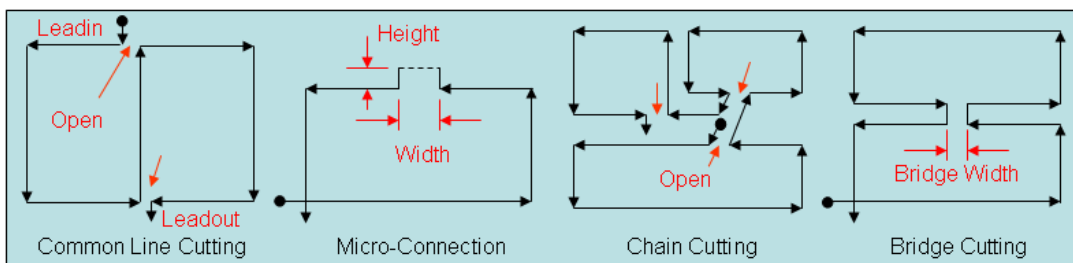 Leadin
Open
Leadout
Common Line Cutting
Height
Width
Micro-Connection
Open
Chain Cutting
Bridge Width
Bridge Cutting